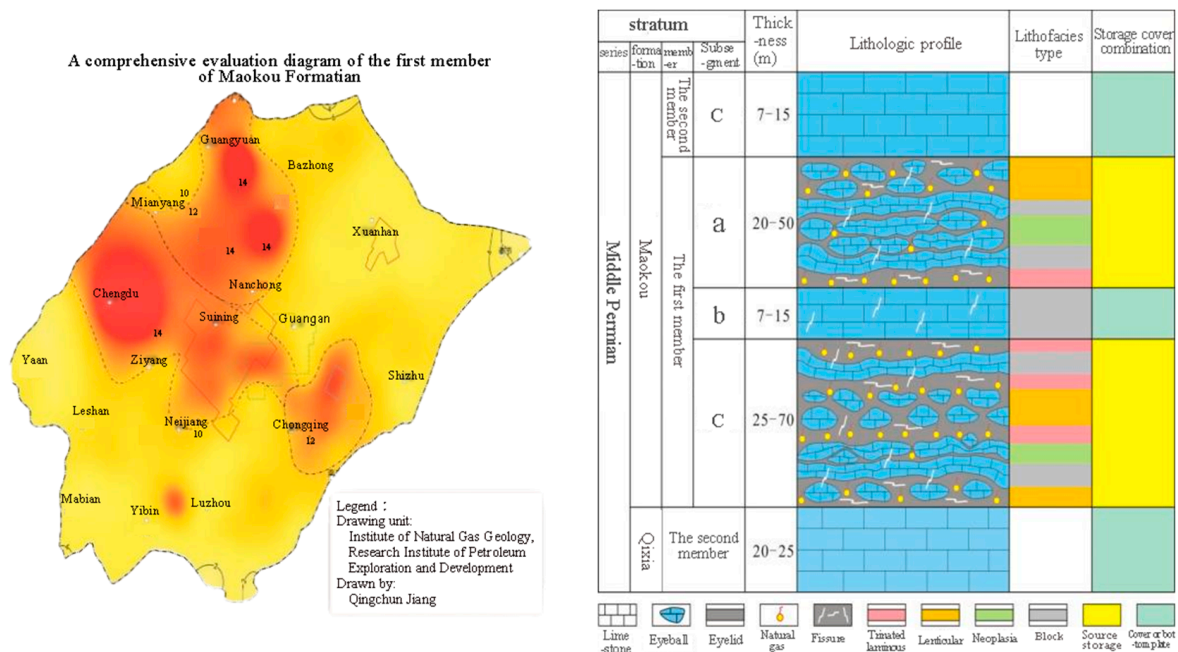 A comprehensive evaluation diagram of the first member
of Maokou Formatian
Guangyuan
Bazhong
14
10
Mianyang
12
Xuanhan
14
14
Nanchong
Chengdu
Suining
Guangan
14
Ziyang
Yaan
Shizhu
Leshan
Neijiang
10
Chongqing
12
Mabian
Luzhou
Yibin
Legend :
Drawing unit:
Institute of Natural Gas Geology,
Research Institute of Petroleum
Exploration and Development
Drawn by:
Qingchun Jiang
stratum
Thick
-ness
(m)
Lithologic profile
Lithofacies
type
Storage cover
combination
series
forma
-tion
memb
-er
Subse
-gment
Middle Permian
Maokou
Qixia
The second
member
C
7-15
The first member
a
20-50
b
7-15
C
25-70
The second
member
20-25
Lime
-stone
Eyeball
Eyelid
Natural
gas
Fissure
Trinated
laminous
Lenticular
Neoplasia
Block
Source
storage
Cover or bot
-tom plate